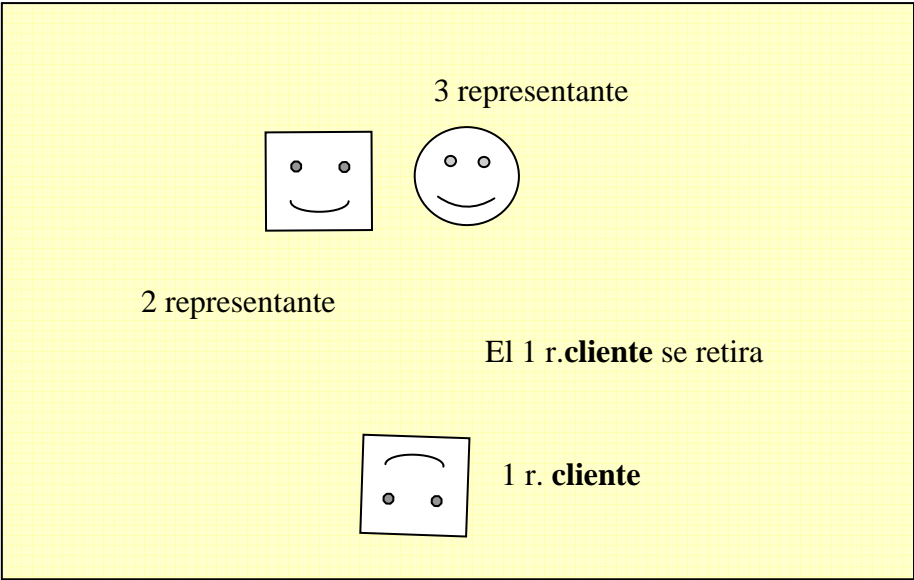 3 representante
2 representante
El 1 r.cliente se retira
1 r. cliente